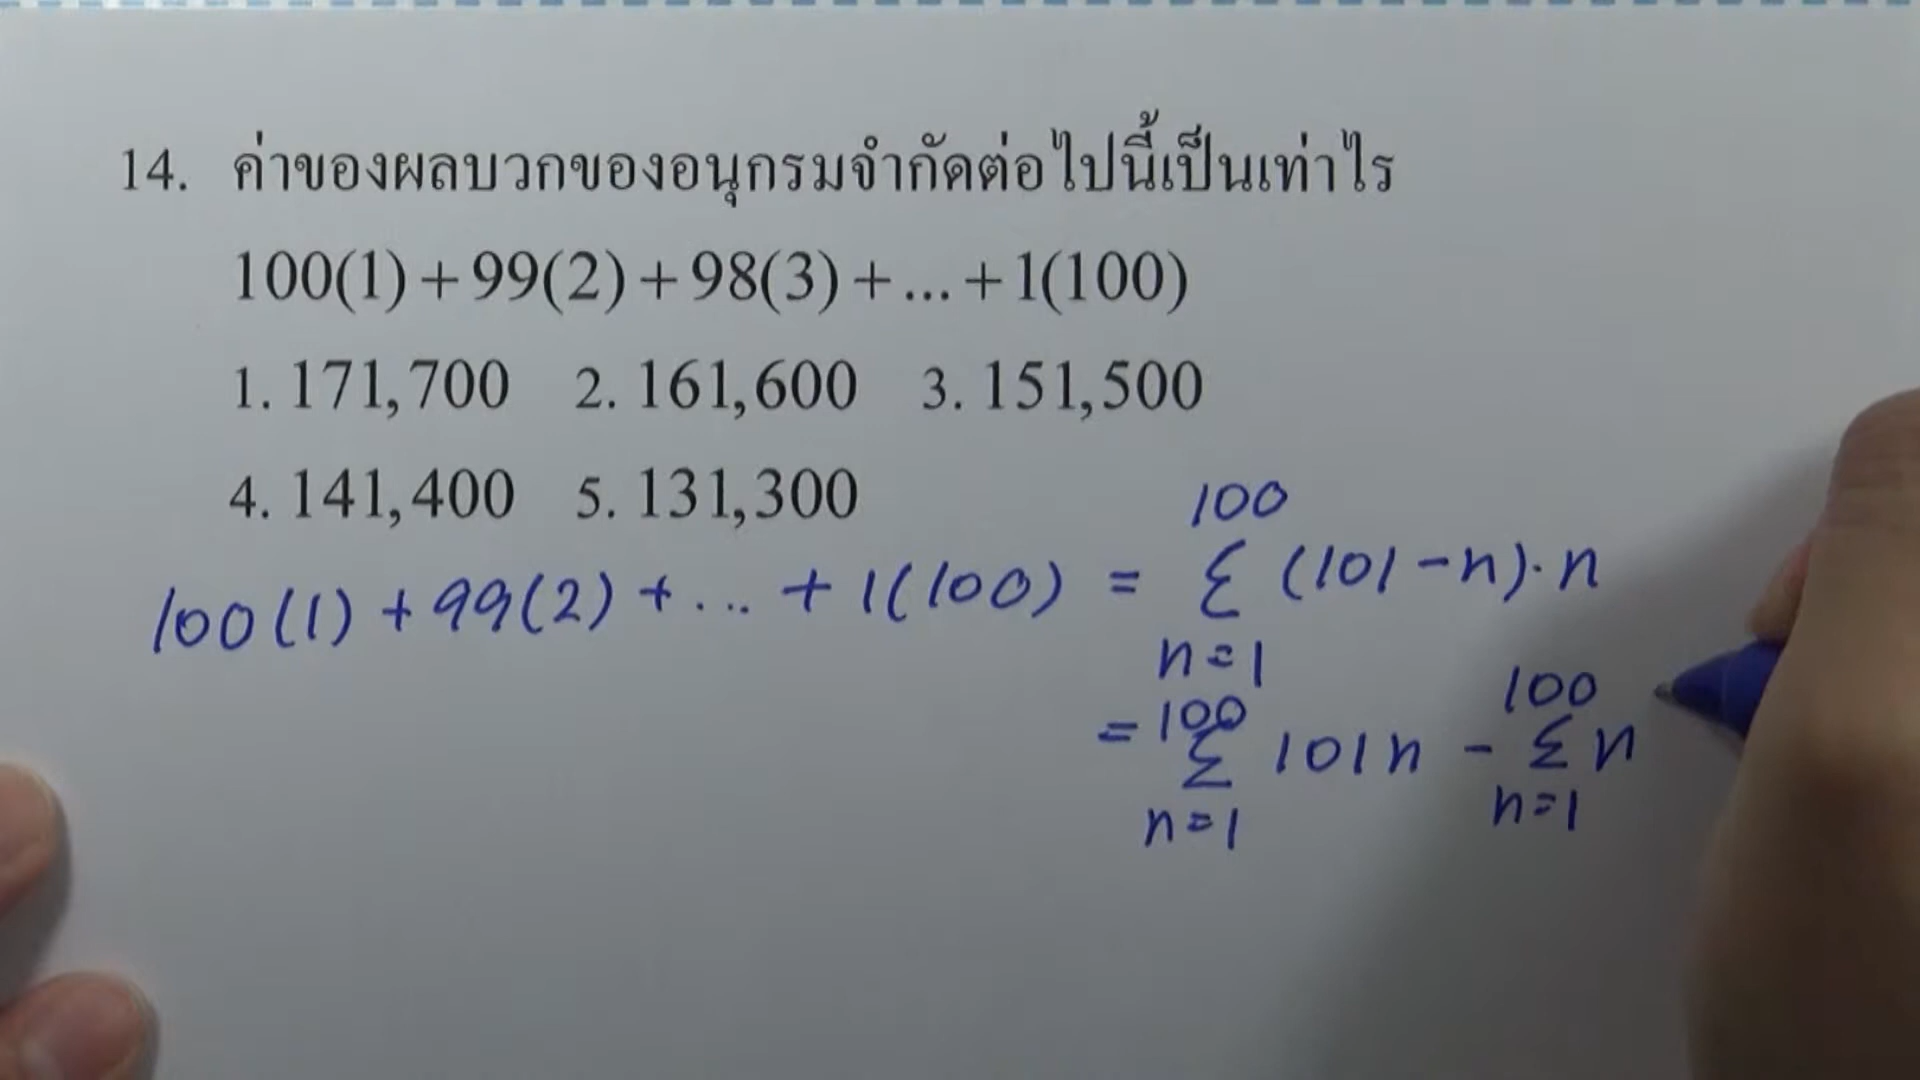 14. ค่าของผลบวกของอนุกรมจำกัดต่อไปนี้เป็นเท่าไร
100(1)+99(2)+98(3)+...+1(100)
1. 171,700 2. 161,600 3. 151,500
4. 141,400 5. 131,300
100
100(1)+99(2)+...+1(100) = Σ (101-n)·n
n=1
100 100
= Σ 101n - Σ n
n=1 n=1